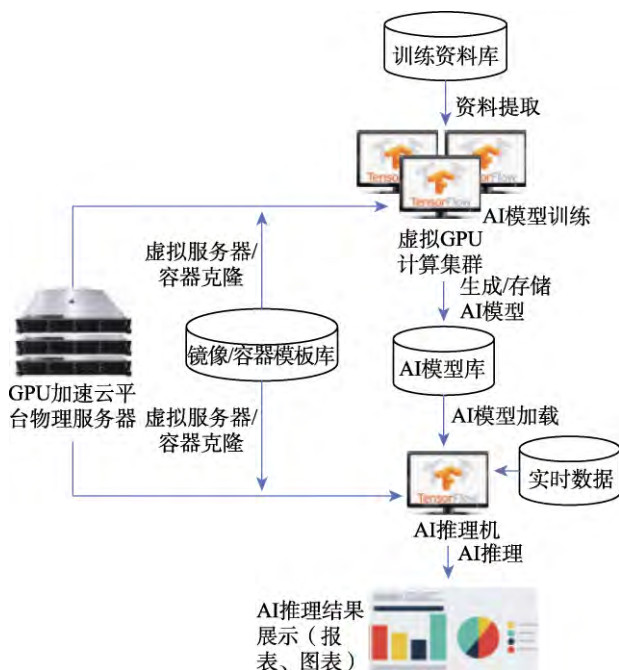 训练资料库
资料提取
TensorFlow
Flow
TensorFlow
AI模型训练
虚拟服务器/
容器克隆
虚拟GPU
计算集群
生成/存储
AI模型
镜像/容器模板库
AI模型库
GPU加速云平
台物理服务器
虚拟服务器/
容器克隆
AI模型加载
TensorFlow
实时数据
AI推理机
AI推理
AI推理结果
展示（报
表、图表）